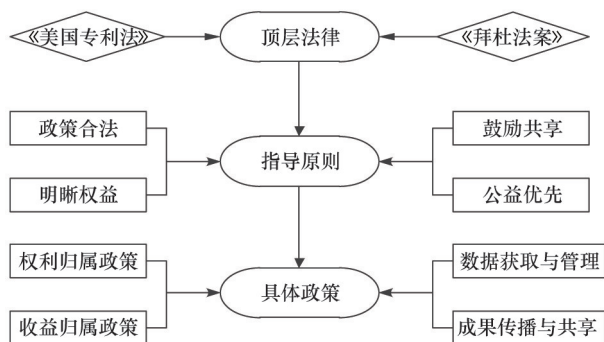 《美国专利法》
顶层法律
《拜杜法案》
政策合法
鼓励共享
指导原则
明晰权益
公益优先
权利归属政策
数据获取与管理
具体政策
收益归属政策
成果传播与共享